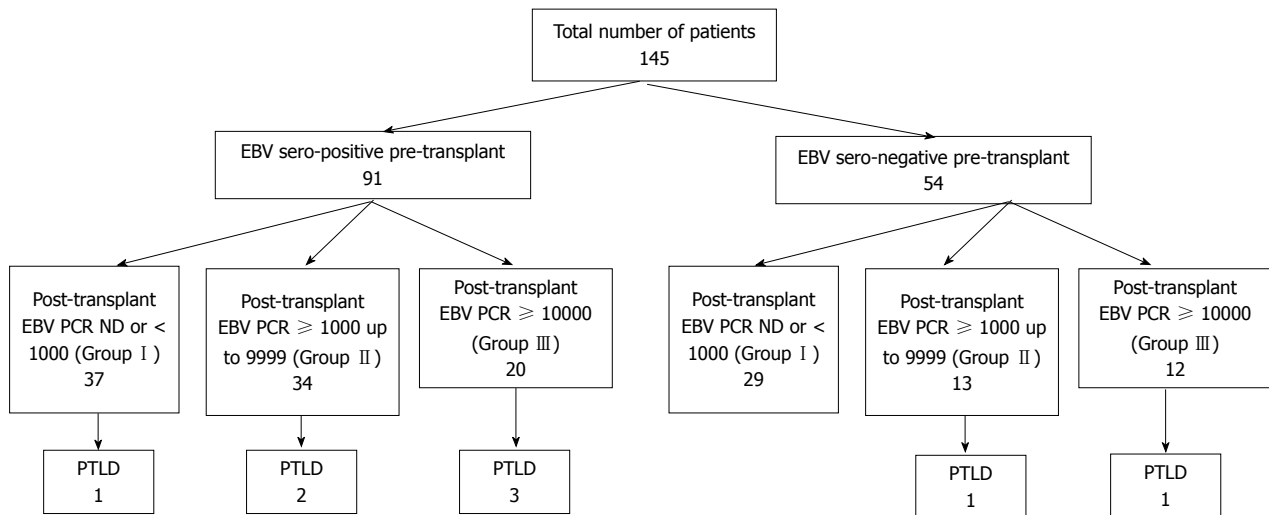 Total number of patients
145
EBV sero-positive pre-transplant
91
EBV sero-negative pre-transplant
54
Post-transplant
EBV PCR ND or <
1000 (Group Ⅰ)
37
Post-transplant
EBV PCR ≥ 1000 up
to 9999 (Group Ⅱ)
34
Post-transplant
EBV PCR ≥ 10000
(Group Ⅲ)
20
Post-transplant
EBV PCR ND or <
1000 (Group Ⅰ)
29
Post-transplant
EBV PCR ≥ 1000 up
to 9999 (Group Ⅱ)
13
Post-transplant
EBV PCR ≥ 10000
(Group Ⅲ)
12
PTLD
1
PTLD
2
PTLD
3
PTLD
1
PTLD
1